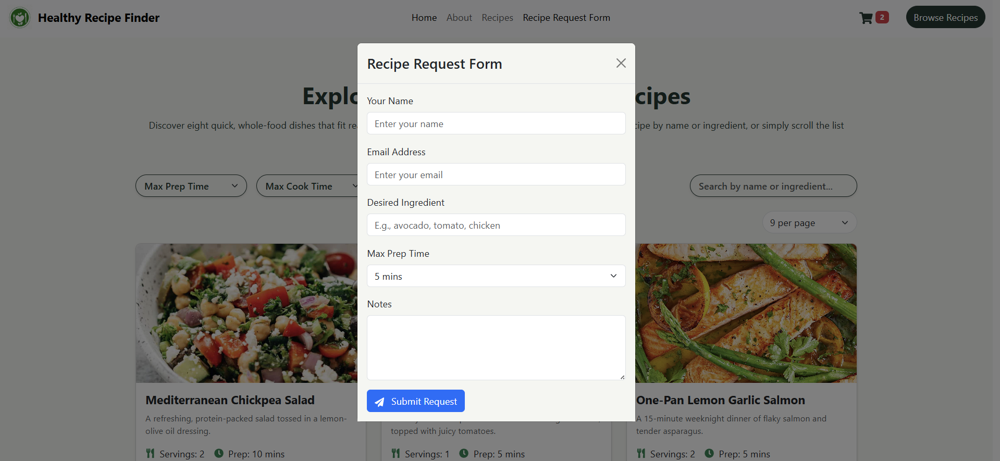 Healthy Recipe Finder
Home About Recipes Recipe Request Form
2
Browse Recipes
Recipe Request Form
Your Name
Enter your name
Email Address
Enter your email
Desired Ingredient
E.g., avocado, tomato, chicken
Max Prep Time
5 mins
Notes
Submit Request
Explo cipes
Discover eight quick, whole-food dishes that fit re cipe by name or ingredient, or simply scroll the list
Max Prep Time
Max Cook Time
Search by name or ingredient...
9 per page
Mediterranean Chickpea Salad
A refreshing, protein-packed salad tossed in a lemon-
olive oil dressing.
Servings: 2 Prep: 10 mins
topped with juicy tomatoes.
Servings: 1 Prep: 5 mins
One-Pan Lemon Garlic Salmon
A 15-minute weeknight dinner of flaky salmon and
tender asparagus.
Servings: 2 Prep: 5 mins